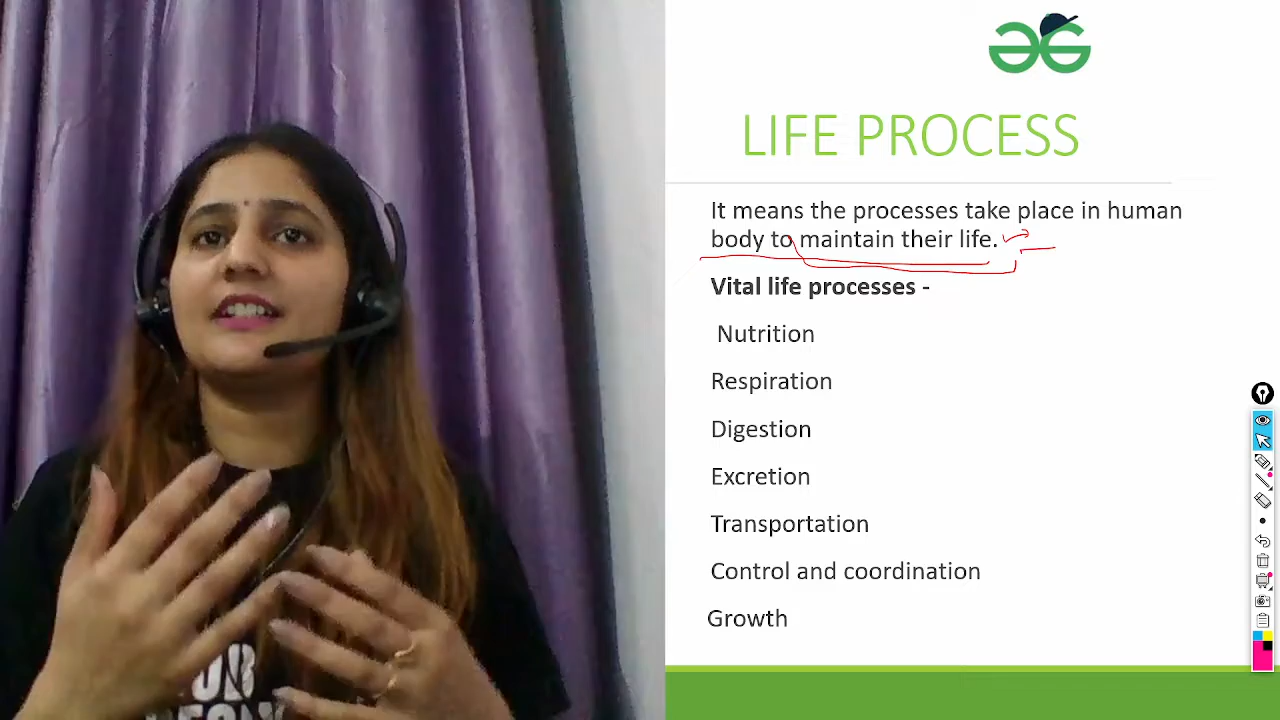 LIFE PROCESS
It means the processes take place in human
body to maintain their life.
Vital life processes -
Nutrition
Respiration
Digestion
Excretion
Transportation
Control and coordination
Growth